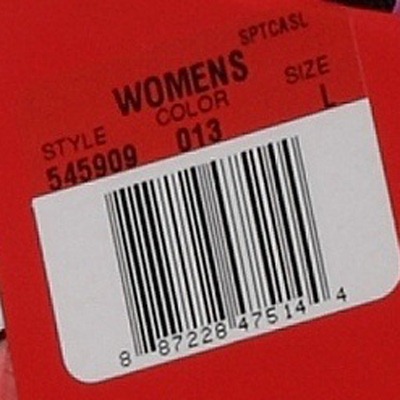 SPTCASL
WOMENS
STYLE COLOR SIZE
545909 013 L
8 87228 47514 4